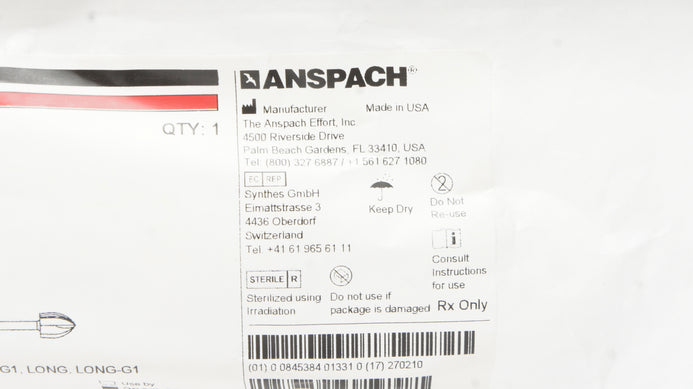 ANSPACH®
Manufacturer Made in USA
QTY: 1
The Anspach Effort, Inc.
4500 Riverside Drive
Palm Beach Gardens, FL 33410, USA
Tel: (800) 327 6887 / +1 561 627 1080
EC REP
Synthes GmbH
Eimattstrasse 3
4436 Oberdorf
Switzerland
Tel. +41 61 965 61 11
Keep Dry
2
Do Not
Re-use
i
Consult
Instructions
for use
STERILE R
Sterilized using
Irradiation
Do not use if
package is damaged
Rx Only
(01) 0 0845384 01331 0 (17) 270210
G1, LONG, LONG-G1
Use by